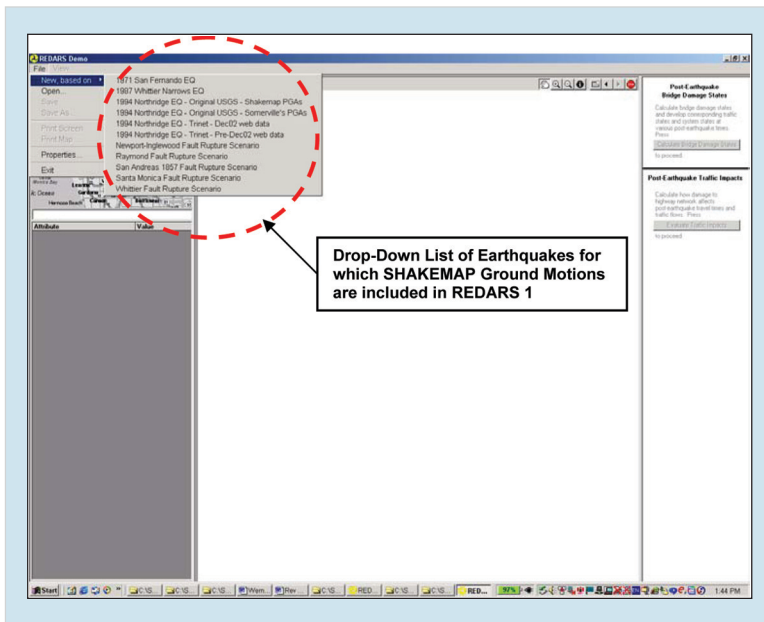 REDARS Demo
File View
New, based on
Open...
Save
Save As...
Print Screen
Print Map
Properties...
Exit
1971 San Fernando EQ
1987 Whittier Narrows EQ
1994 Northridge EQ - Original USGS - Shakemap PGAs
1994 Northridge EQ - Original USGS - Somerville's PGAs
1994 Northridge EQ - Trinet - Dec02 web data
1994 Northridge EQ - Trinet - Pre-Dec02 web data
Newport-Inglewood Fault Rupture Scenario
Raymond Fault Rupture Scenario
San Andreas 1857 Fault Rupture Scenario
Santa Monica Fault Rupture Scenario
Whittier Fault Rupture Scenario
Hermosa Beach
Attribute Value
Drop-Down List of Earthquakes for
which SHAKEMAP Ground Motions
are included in REDARS 1
Post-Earthquake
Bridge Damage States
Calculate bridge damage states
and develop corresponding traffic
states and system states at
various post earthquake times.
Press
Calculate Bridge Damage States
to proceed
Post-Earthquake Traffic Impacts
Calculate how damage to
highway network affects
post-earthquake travel times and
traffic flows. Press
Evaluate Traffic Impacts
to proceed
Start C:\S... C:\S... C:\S... Wern... Rev ... C:\S... RED... C:\S... C:\S... RED... 97% 1:44 PM